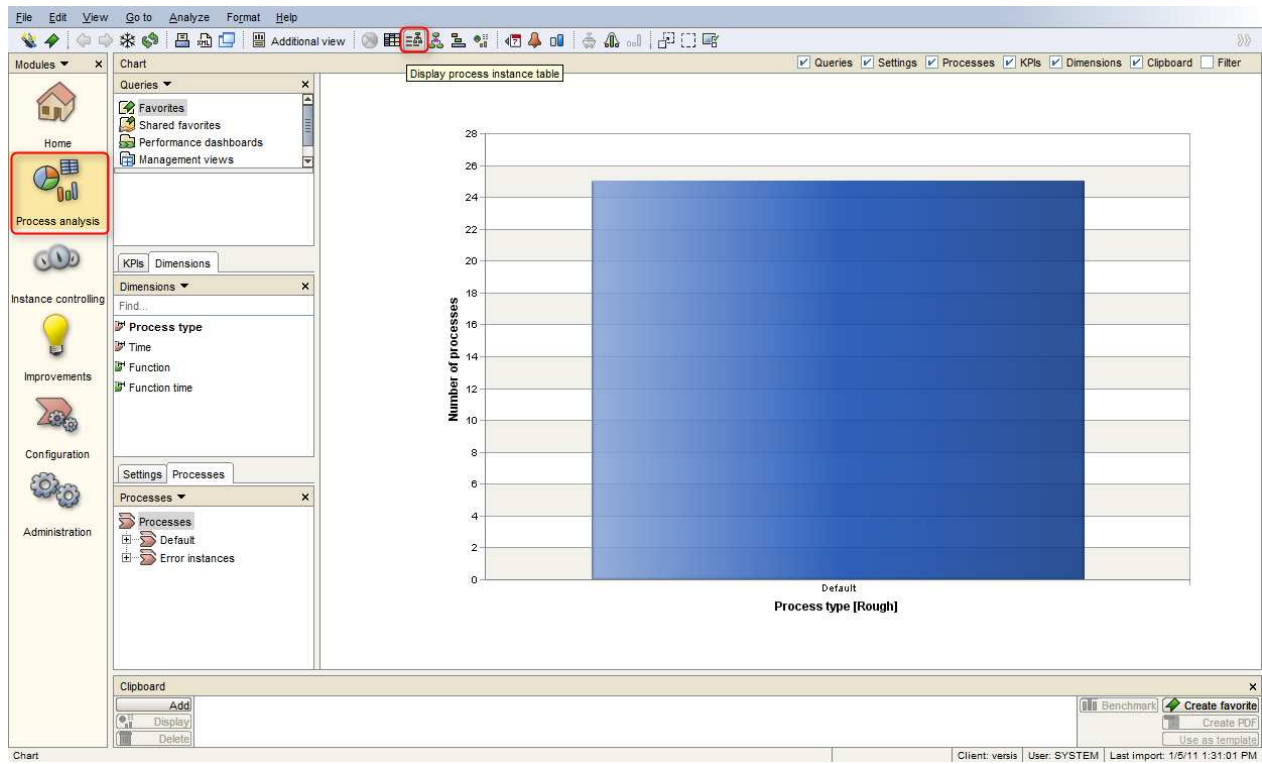 File Edit View Go to Analyze Format Help
Additional view
Modules
Chart
Queries Settings Processes KPIs Dimensions Clipboard Filter
Display process instance table
Queries
Favorites
Shared favorites
Performance dashboards
Management views
Home
Process analysis
Instance controlling
Improvements
Configuration
Administration
KPIs Dimensions
Dimensions
Find...
Process type
Time
Function
Function time
Settings Processes
Processes
Processes
Default
Error instances
28
26
24
22
20
18
16
14
12
10
8
6
4
2
0
Number of processes
Default
Process type [Rough]
Clipboard
Add
Display
Delete
Benchmark
Create favorite
Create PDF
Use as template
Chart
Client: versis User: SYSTEM Last import: 1/5/11 1:31:01 PM